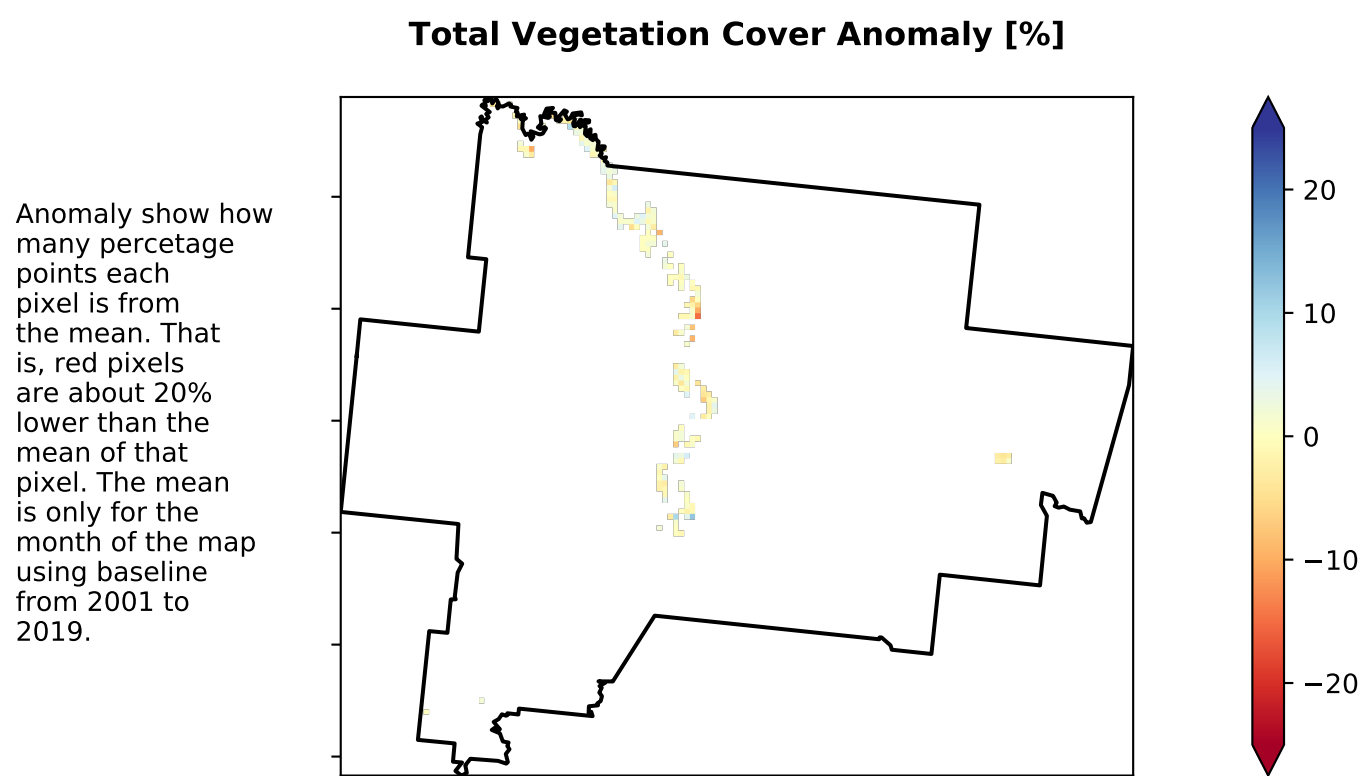 Total Vegetation Cover Anomaly [%]
Anomaly show how
many percetage
points each
pixel is from
the mean. That
is, red pixels
are about 20%
lower than the
mean of that
pixel. The mean
is only for the
month of the map
using baseline
from 2001 to
2019.
20
10
0
−10
−20